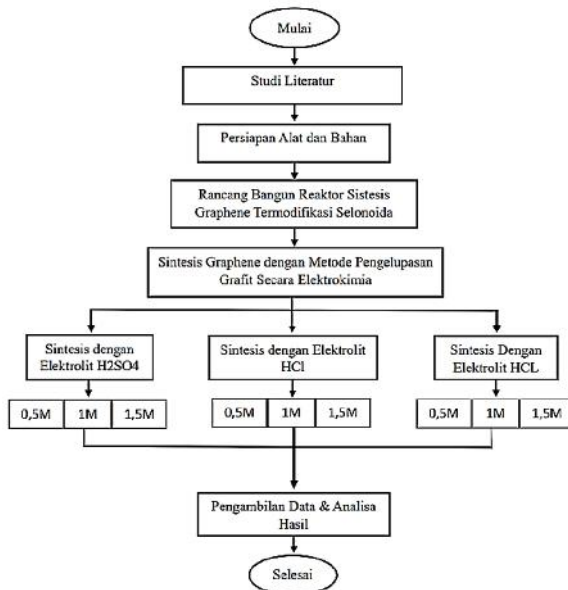 Mulai
Studi Literatur
Persiapan Alat dan Bahan
Rancang Bangun Reaktor Sistesis
Graphene Termodifikasi Selonoida
Sintesis Graphene dengan Metode Pengelupasan
Grafit Secara Elektrokimia
Sintesis dengan
Elektrolit H2SO4
0,5M 1M 1,5M
Sintesis dengan Elektrolit
HCl
0,5M 1M 1,5M
Sintesis Dengan
Elektrolit HCL
0,5M 1M 1,5M
Pengambilan Data & Analisa
Hasil
Selesai